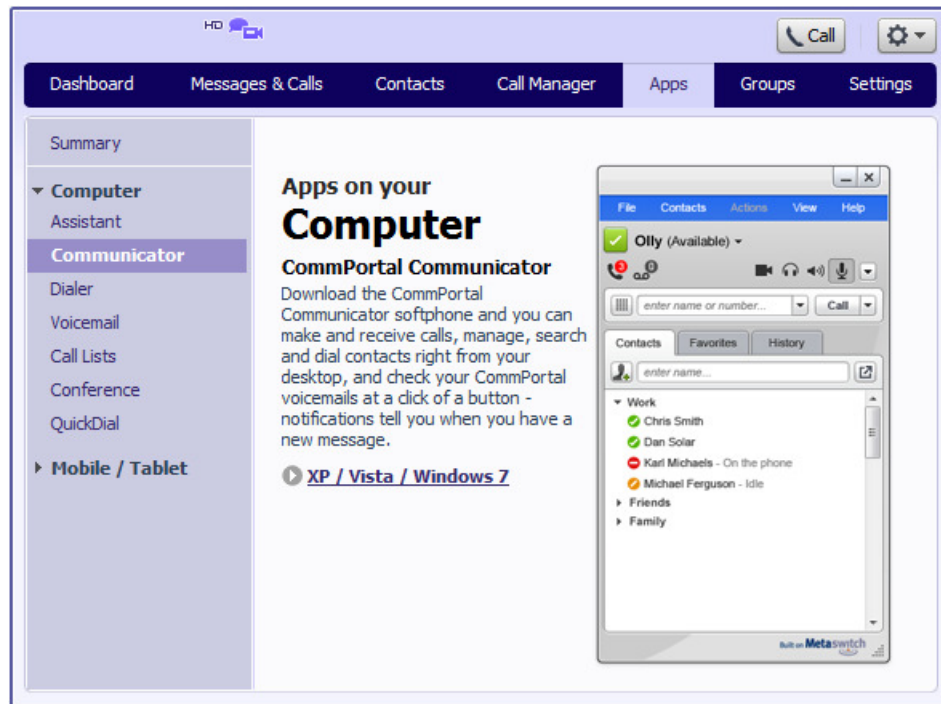 HD
Call
Dashboard Messages & Calls Contacts Call Manager Apps Groups Settings
Summary
Computer
Assistant
Communicator
Dialer
Voicemail
Call Lists
Conference
QuickDial
Mobile / Tablet
Apps on your
Computer
CommPortal Communicator
Download the CommPortal
Communicator softphone and you can
make and receive calls, manage, search
and dial contacts right from your
desktop, and check your CommPortal
voicemails at a click of a button -
notifications tell you when you have a
new message.
XP / Vista / Windows 7
File Contacts Actions View Help
Olly (Available)
3 0
enter name or number... Call
Contacts Favorites History
enter name...
Work
Chris Smith
Dan Solar
Karl Michaels - On the phone
Michael Ferguson - Idle
Friends
Family
Built on Metaswitch